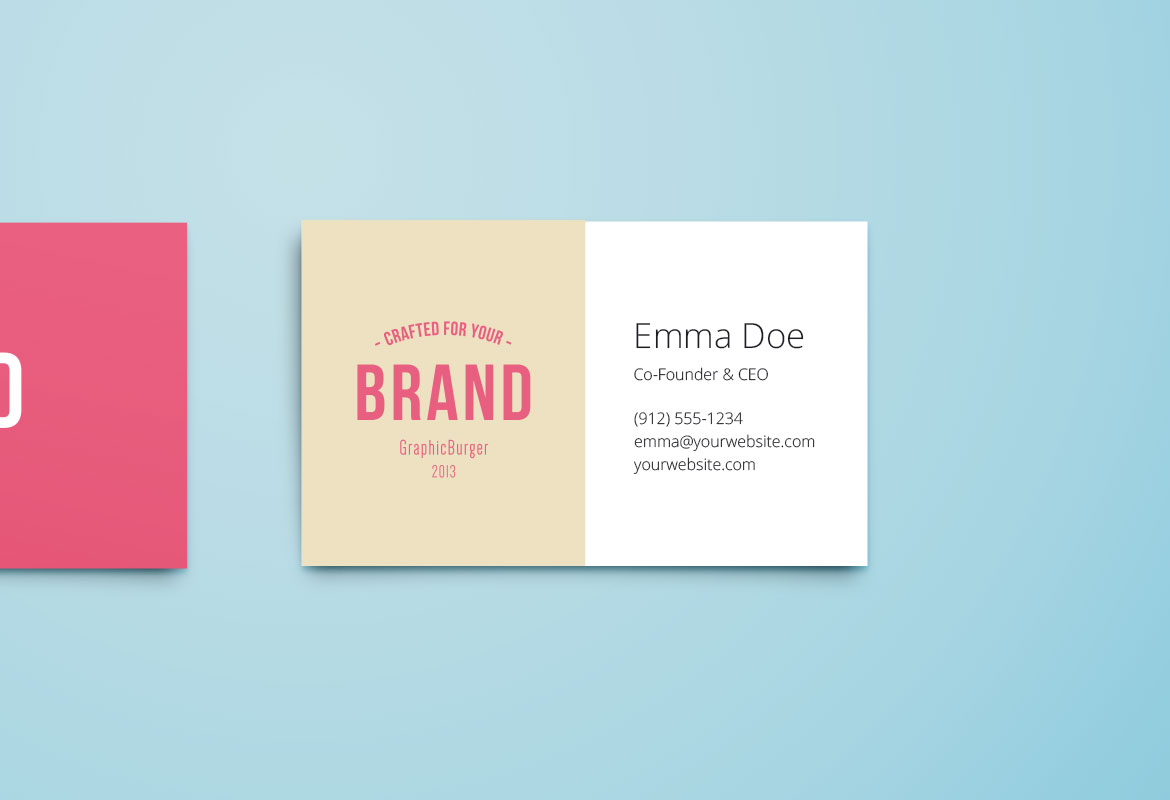 - CRAFTED FOR YOUR -
BRAND
GraphicBurger
2013
Emma Doe
Co-Founder & CEO
(912) 555-1234
emma@yourwebsite.com
yourwebsite.com